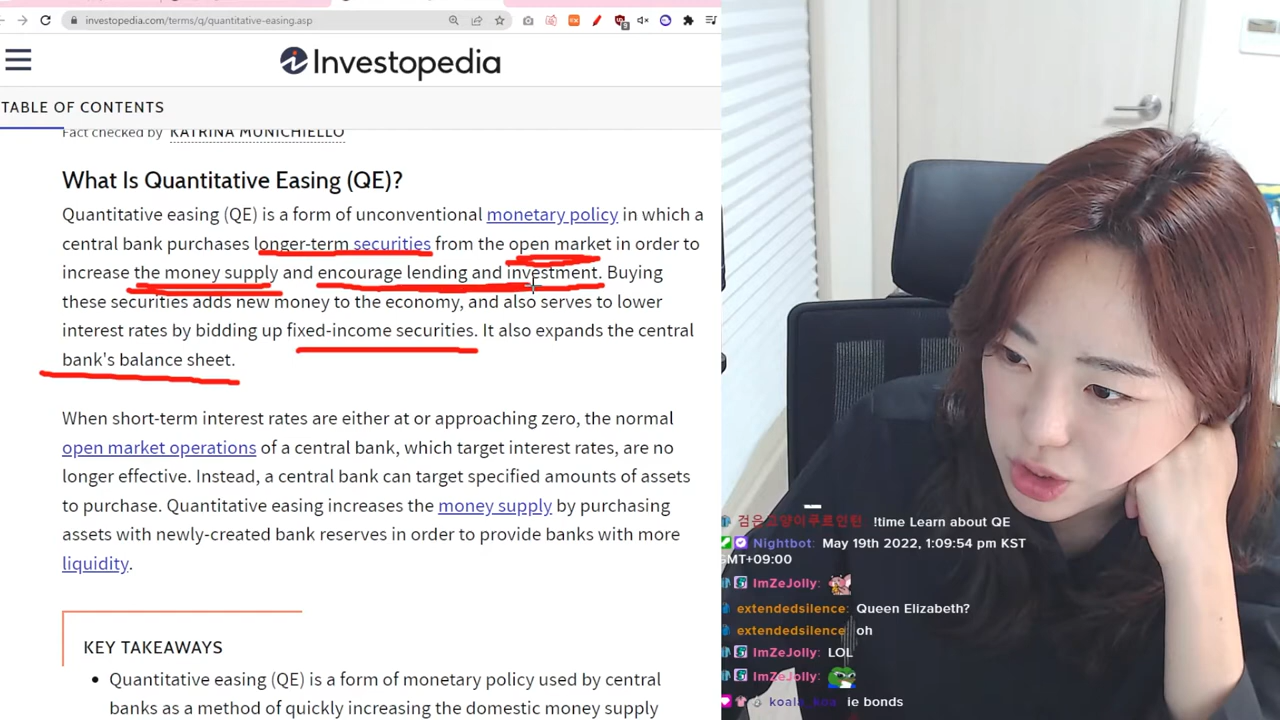 investopedia.com/terms/q/quantitative-easing.asp
Investopedia
TABLE OF CONTENTS
Fact checked by KATRINA MUNICHIELLO
What Is Quantitative Easing (QE)?
Quantitative easing (QE) is a form of unconventional monetary policy in which a
central bank purchases longer-term securities from the open market in order to
increase the money supply and encourage lending and investment. Buying
these securities adds new money to the economy, and also serves to lower
interest rates by bidding up fixed-income securities. It also expands the central
bank's balance sheet.
When short-term interest rates are either at or approaching zero, the normal
open market operations of a central bank, which target interest rates, are no
longer effective. Instead, a central bank can target specified amounts of assets
to purchase. Quantitative easing increases the money supply by purchasing
assets with newly-created bank reserves in order to provide banks with more
liquidity.
KEY TAKEAWAYS
• Quantitative easing (QE) is a form of monetary policy used by central
banks as a method of quickly increasing the domestic money supply
!time Learn about QE
Nightbot: May 19th 2022, 1:09:54 pm KST
GMT+09:00
ImZeJolly:
extendedsilence: Queen Elizabeth?
extendedsilence: oh
ImZeJolly: LOL
ImZeJolly:
koala_koa ie bonds